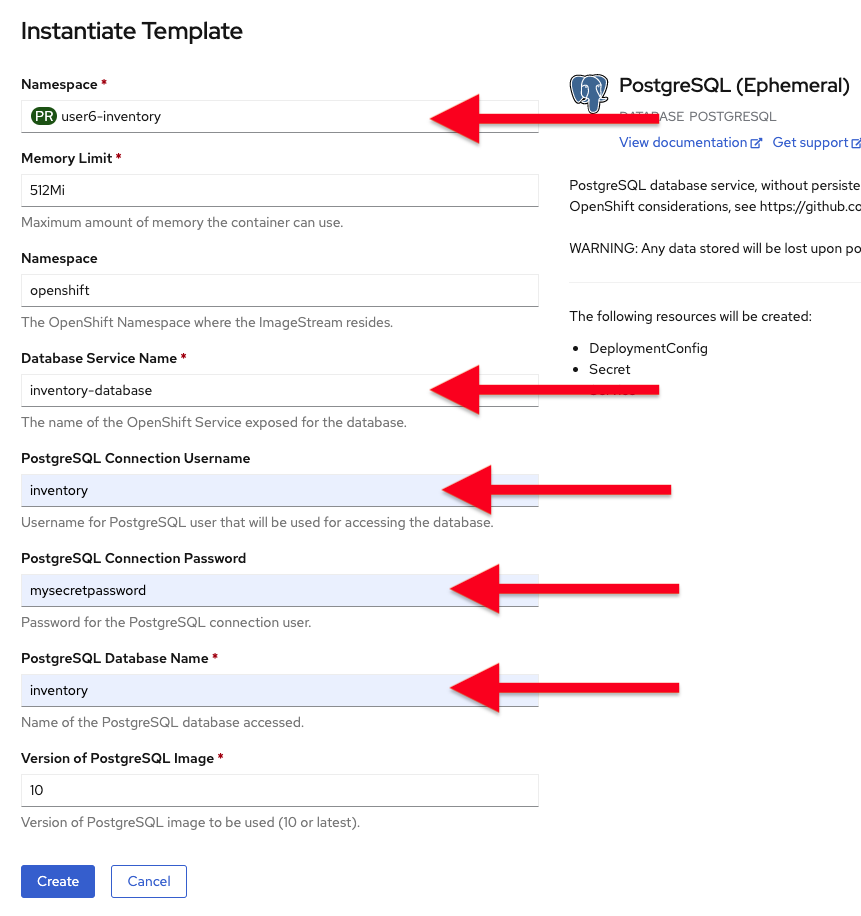 Instantiate Template
Namespace *
PR user6-inventory
Memory Limit *
512Mi
Maximum amount of memory the container can use.
Namespace
openshift
The OpenShift Namespace where the ImageStream resides.
Database Service Name *
inventory-database
The name of the OpenShift Service exposed for the database.
PostgreSQL Connection Username
inventory
Username for PostgreSQL user that will be used for accessing the database.
PostgreSQL Connection Password
mysecretpassword
Password for the PostgreSQL connection user.
PostgreSQL Database Name *
inventory
Name of the PostgreSQL database accessed.
Version of PostgreSQL Image *
10
Version of PostgreSQL image to be used (10 or latest).
Create Cancel
PostgreSQL (Ephemeral)
DATABASE POSTGRESQL
View documentation Get support
PostgreSQL database service, without persiste
OpenShift considerations, see https://github.co
WARNING: Any data stored will be lost upon po
The following resources will be created:
DeploymentConfig
Secret